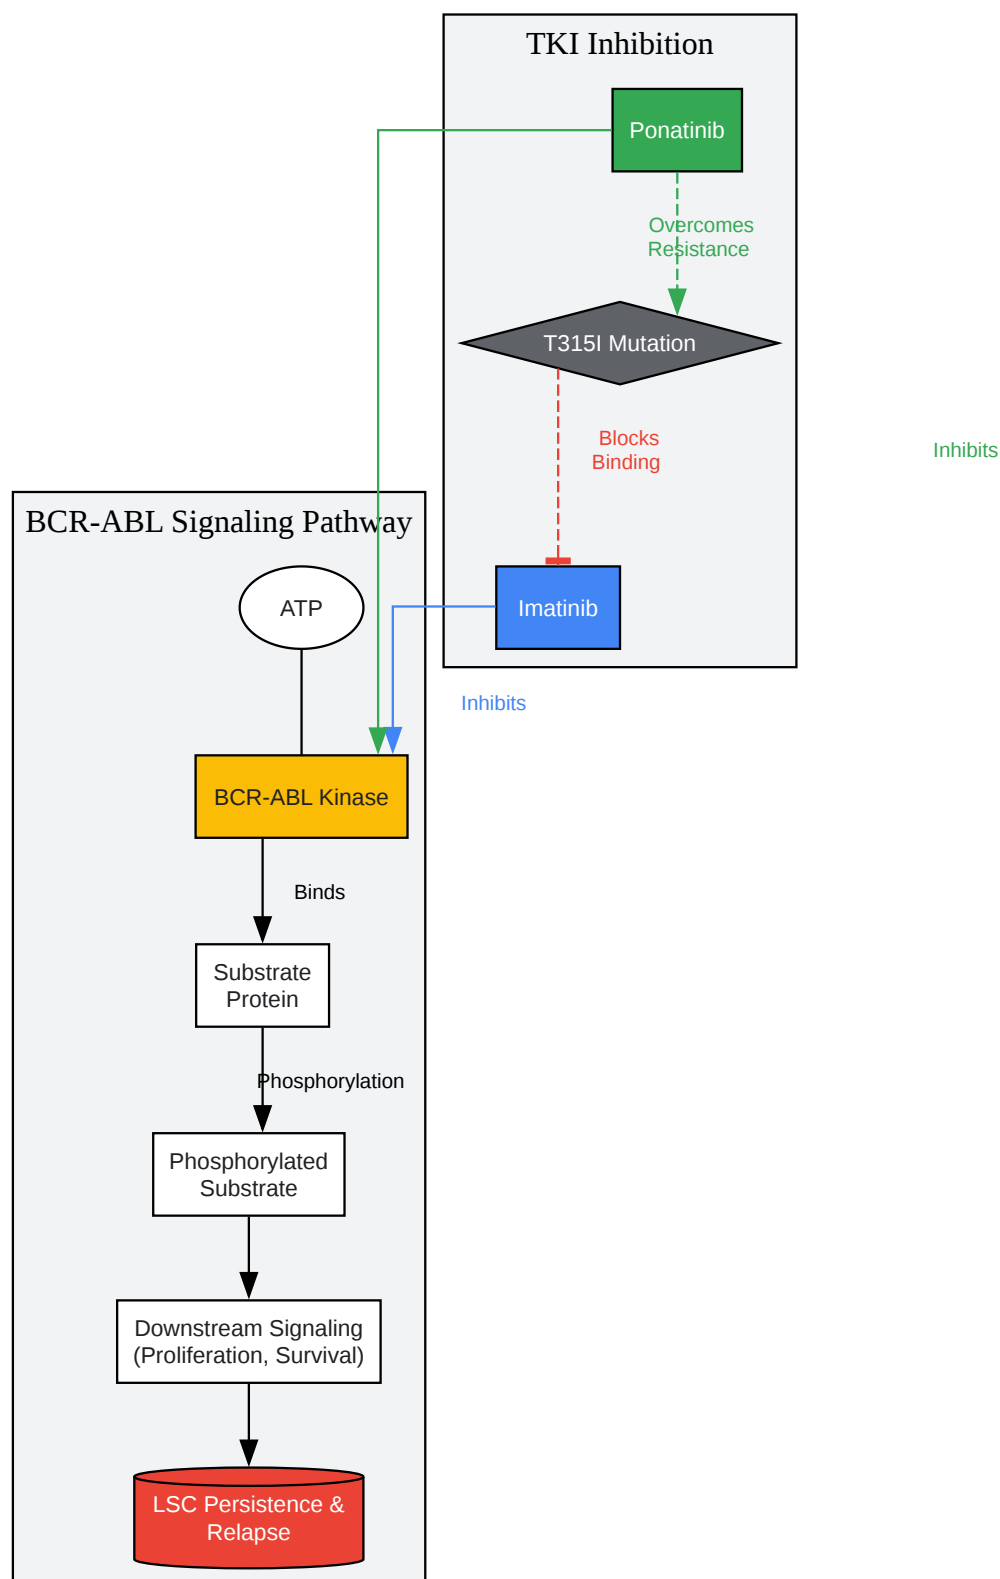 TKI Inhibition
Ponatinib
Overcomes
Resistance
T315I Mutation
Blocks
Binding
Inhibits
Imatinib
Inhibits
BCR-ABL Signaling Pathway
ATP
BCR-ABL Kinase
Binds
Substrate
Protein
Phosphorylation
Phosphorylated
Substrate
Downstream Signaling
(Proliferation, Survival)
LSC Persistence &
Relapse